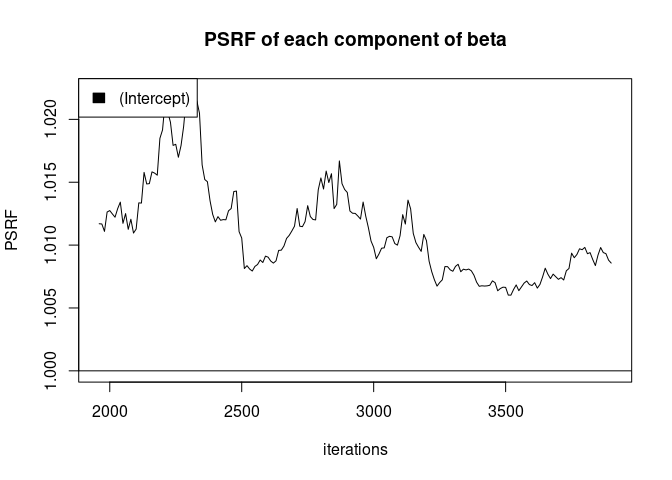 PSRF of each component of beta
(Intercept)
PSRF
1.020
1.015
1.010
1.005
1.000
2000 2500 3000 3500
iterations